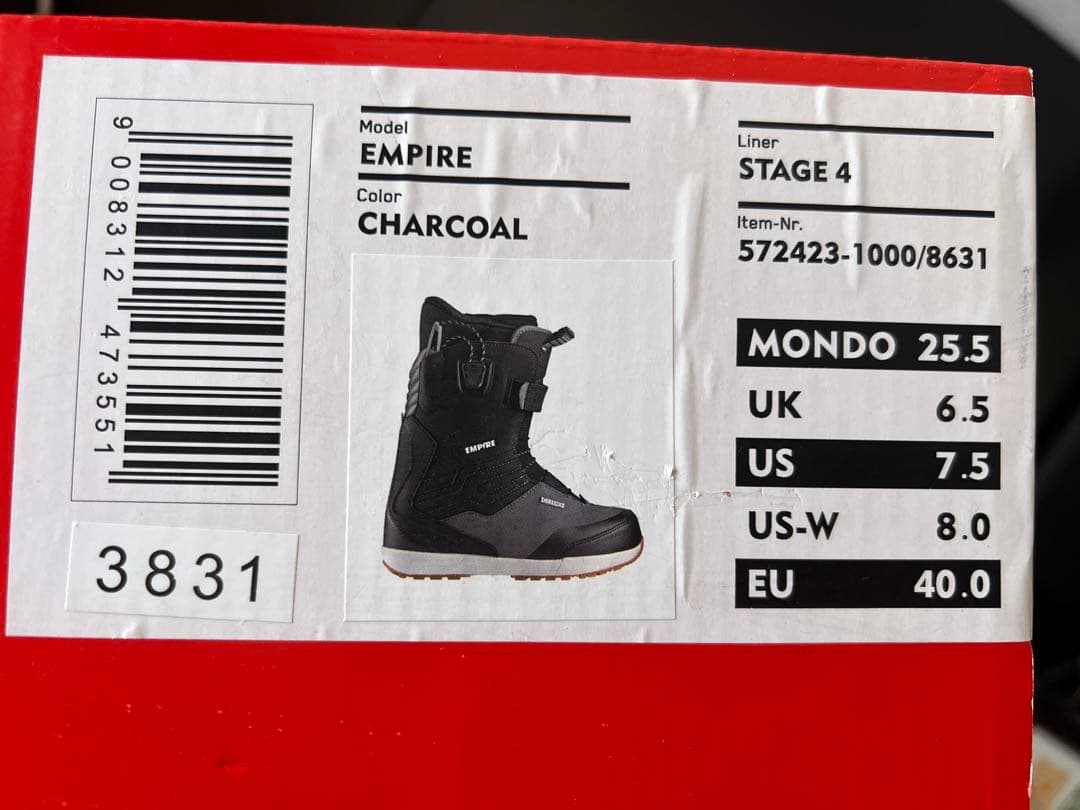 9 008312 473551
3831
Model
EMPIRE
Color
CHARCOAL
EMPIRE
DEELUXE
Liner
STAGE 4
Item-Nr.
572423-1000/8631
MONDO 25.5
UK 6.5
US 7.5
US-W 8.0
EU 40.0